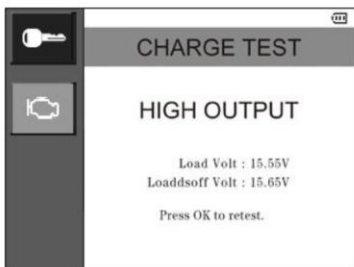 CHARGE TEST
HIGH OUTPUT
Load Volt : 15.55V
Loaddsoff Volt : 15.65V
Press OK to retest.